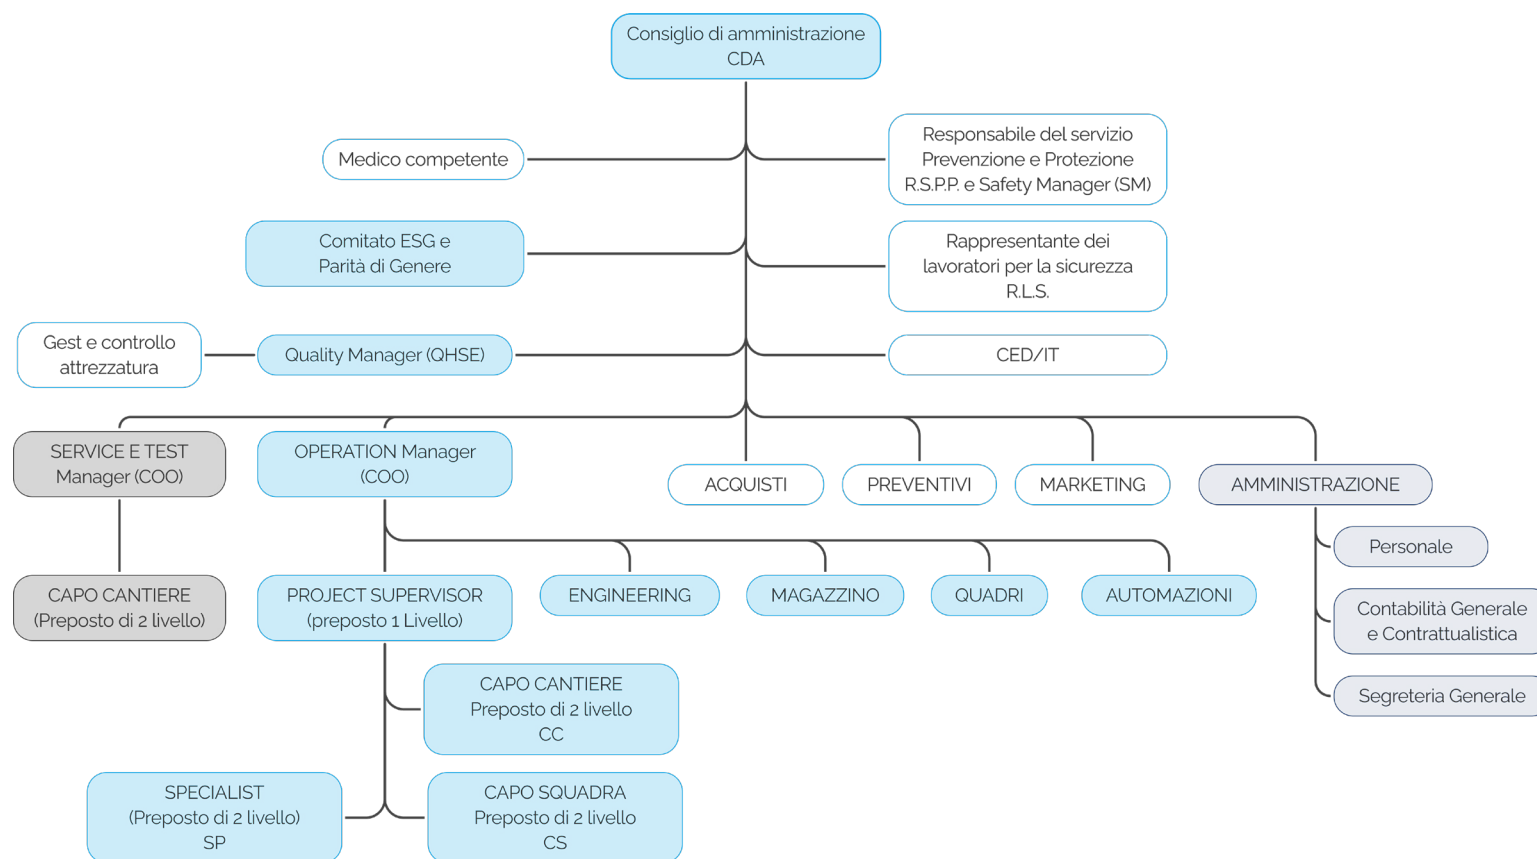 Consiglio di amministrazione
CDA
Medico competente
Responsabile del servizio
Prevenzione e Protezione
R.S.P.P. e Safety Manager (SM)
Comitato ESG e
Parità di Genere
Rappresentante dei
lavoratori per la sicurezza
R.L.S.
Gest e controllo
attrezzatura
Quality Manager (QHSE)
CED/IT
SERVICE E TEST
Manager (COO)
OPERATION Manager
(COO)
ACQUISTI
PREVENTIVI
MARKETING
AMMINISTRAZIONE
Personale
Contabilità Generale
e Contrattualistica
Segreteria Generale
CAPO CANTIERE
(Preposto di 2 livello)
PROJECT SUPERVISOR
(preposto 1 Livello)
ENGINEERING
MAGAZZINO
QUADRI
AUTOMAZIONI
CAPO CANTIERE
Preposto di 2 livello
CC
SPECIALIST
(Preposto di 2 livello)
SP
CAPO SQUADRA
Preposto di 2 livello
CS